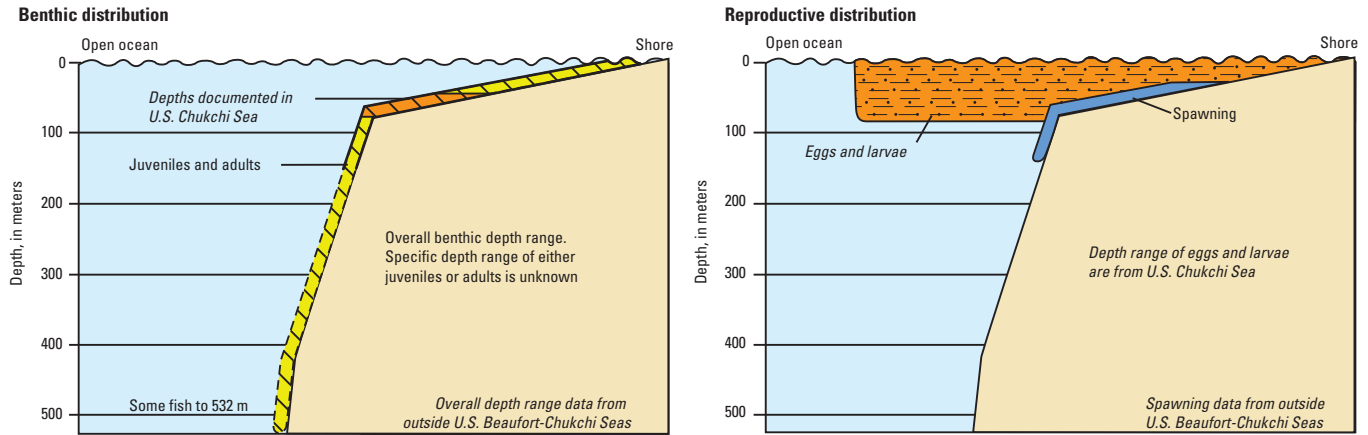 Benthic distribution
Open ocean
Shore
0
100
200
300
400
500
Depth, in meters
Depths documented in
U.S. Chukchi Sea
Juveniles and adults
Overall benthic depth range.
Specific depth range of either
juveniles or adults is unknown
Some fish to 532 m
Overall depth range data from
outside U.S. Beaufort-Chukchi Seas
Reproductive distribution
Open ocean
Shore
0
100
200
300
400
500
Depth, in meters
Spawning
Eggs and larvae
Depth range of eggs and larvae
are from U.S. Chukchi Sea
Spawning data from outside
U.S. Beaufort-Chukchi Seas